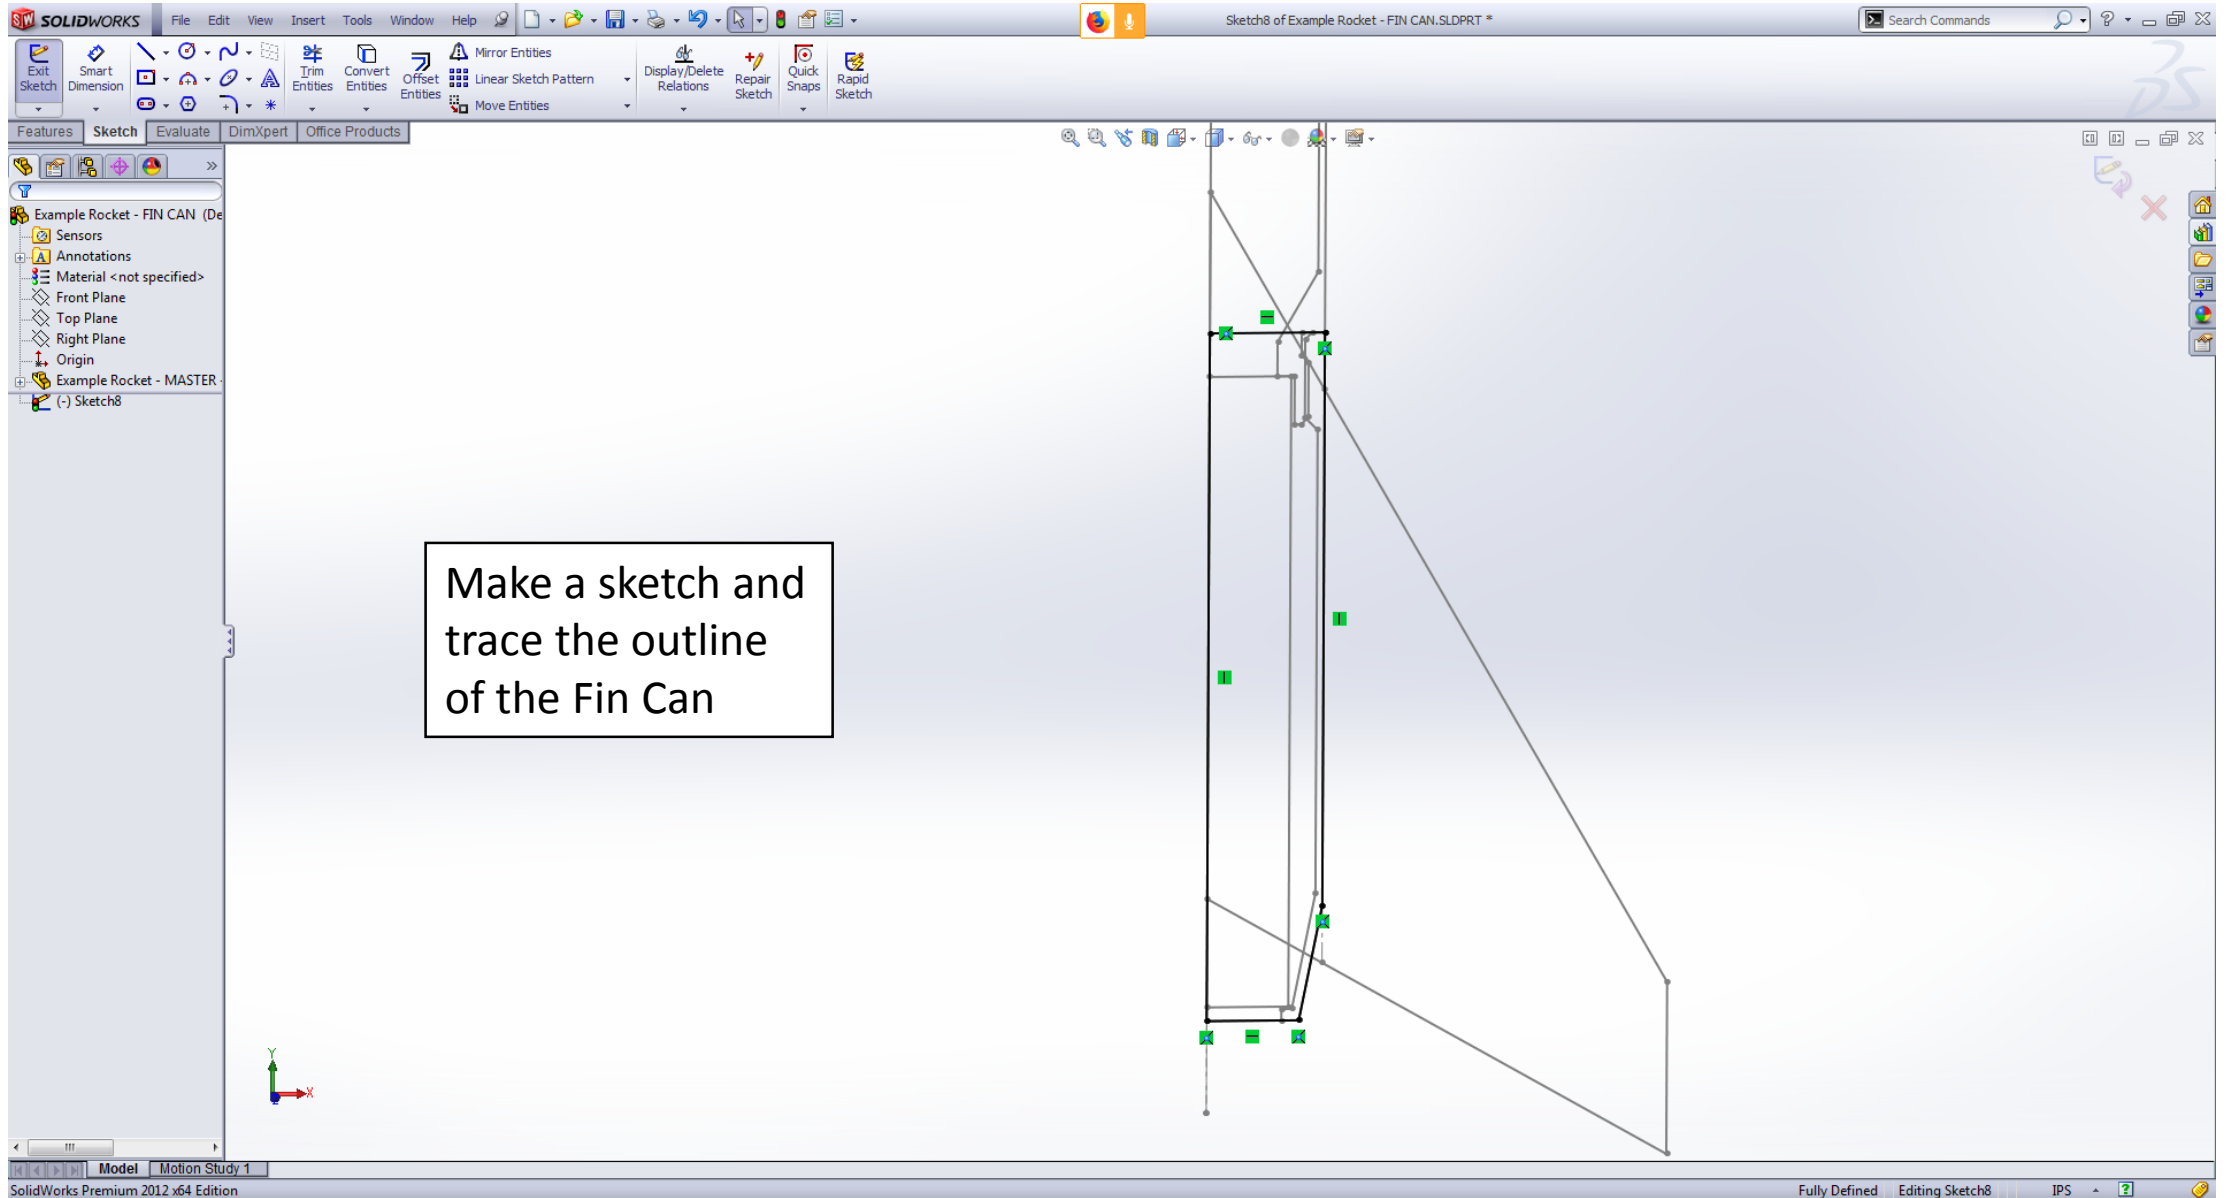 SOLIDWORKS File Edit View Insert Tools Window Help
Sketch8 of Example Rocket - FIN CAN.SLDPRT *
Search Commands
Exit Sketch
Smart Dimension
Trim Entities
Convert Entities
Offset Entities
Mirror Entities
Linear Sketch Pattern
Move Entities
Display/Delete Relations
Repair Sketch
Quick Snaps
Rapid Sketch
Features Sketch Evaluate DimXpert Office Products
Example Rocket - FIN CAN (De
Sensors
Annotations
Material <not specified>
Front Plane
Top Plane
Right Plane
Origin
Example Rocket - MASTER
(-) Sketch8
Make a sketch and
trace the outline
of the Fin Can
Y
X
Model Motion Study 1
SolidWorks Premium 2012 x64 Edition
Fully Defined Editing Sketch8 IPS